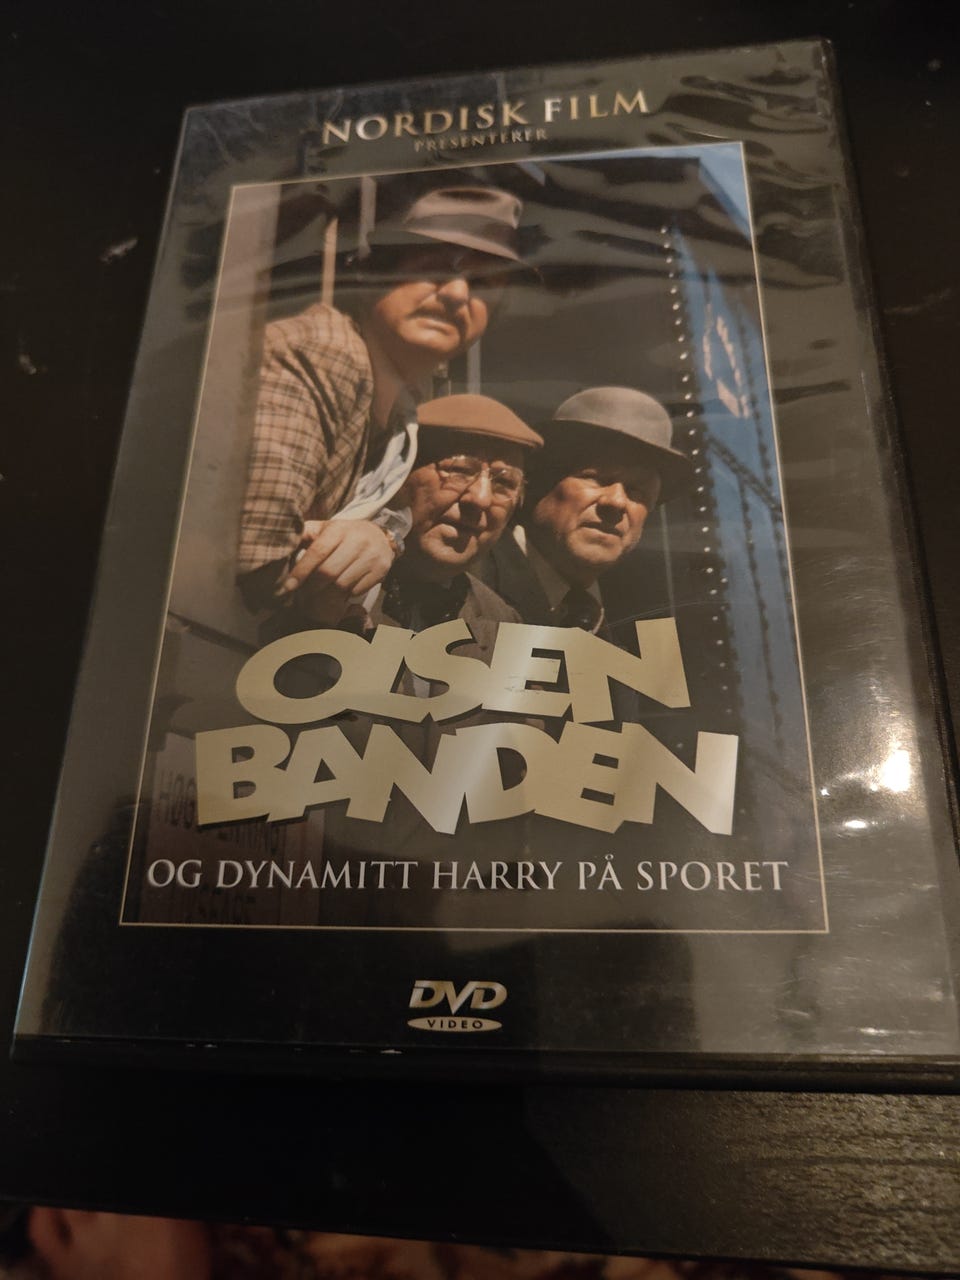 NORDISK FILM
PRESENTERER
OLSEN
BANDEN
OG DYNAMITT HARRY PÅ SPORET
DVD
VIDEO